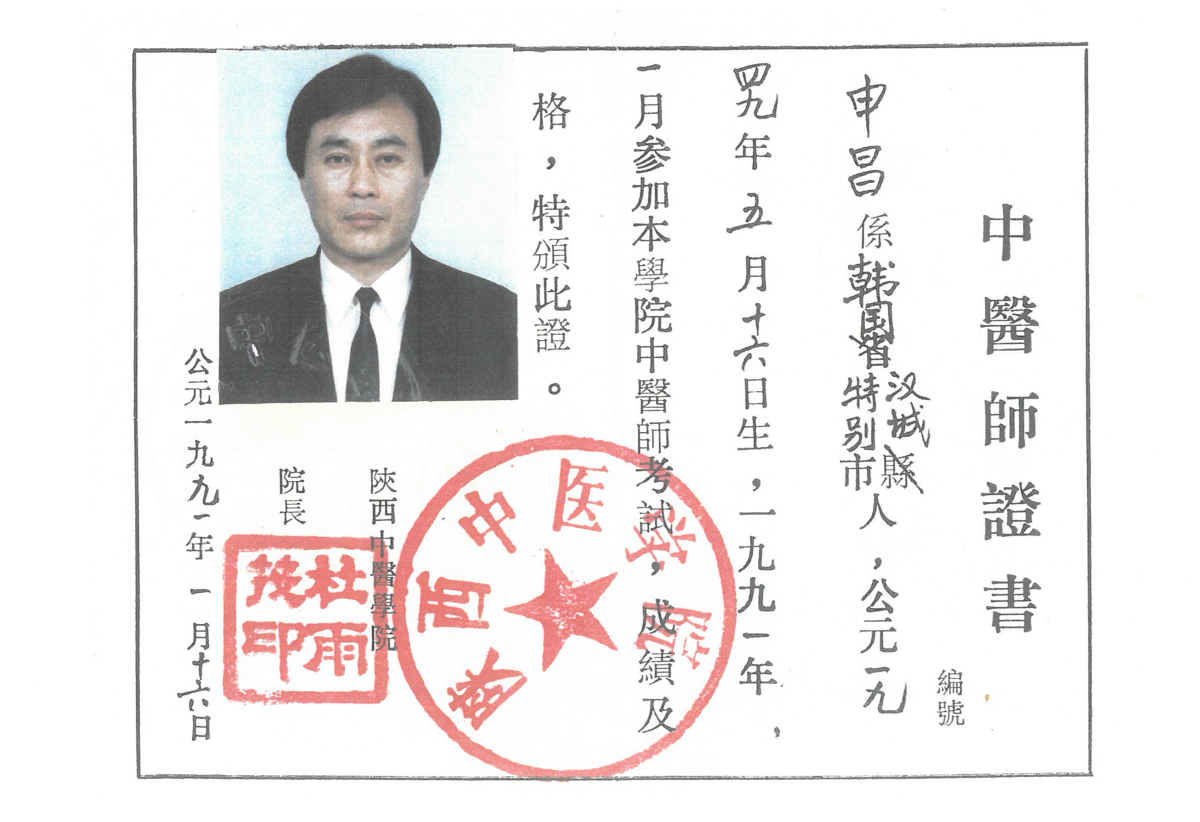 中醫師證書
編號
申昌係韩国省汉城縣特别市人，公元一九
四九年五月十六日生，一九九一年，
一月参加本學院中醫師考試，成績及
格，特頒此證。
陝西中醫學院
院長
杜雨茂印
陕西中医学院
公元一九九一年一月十六日